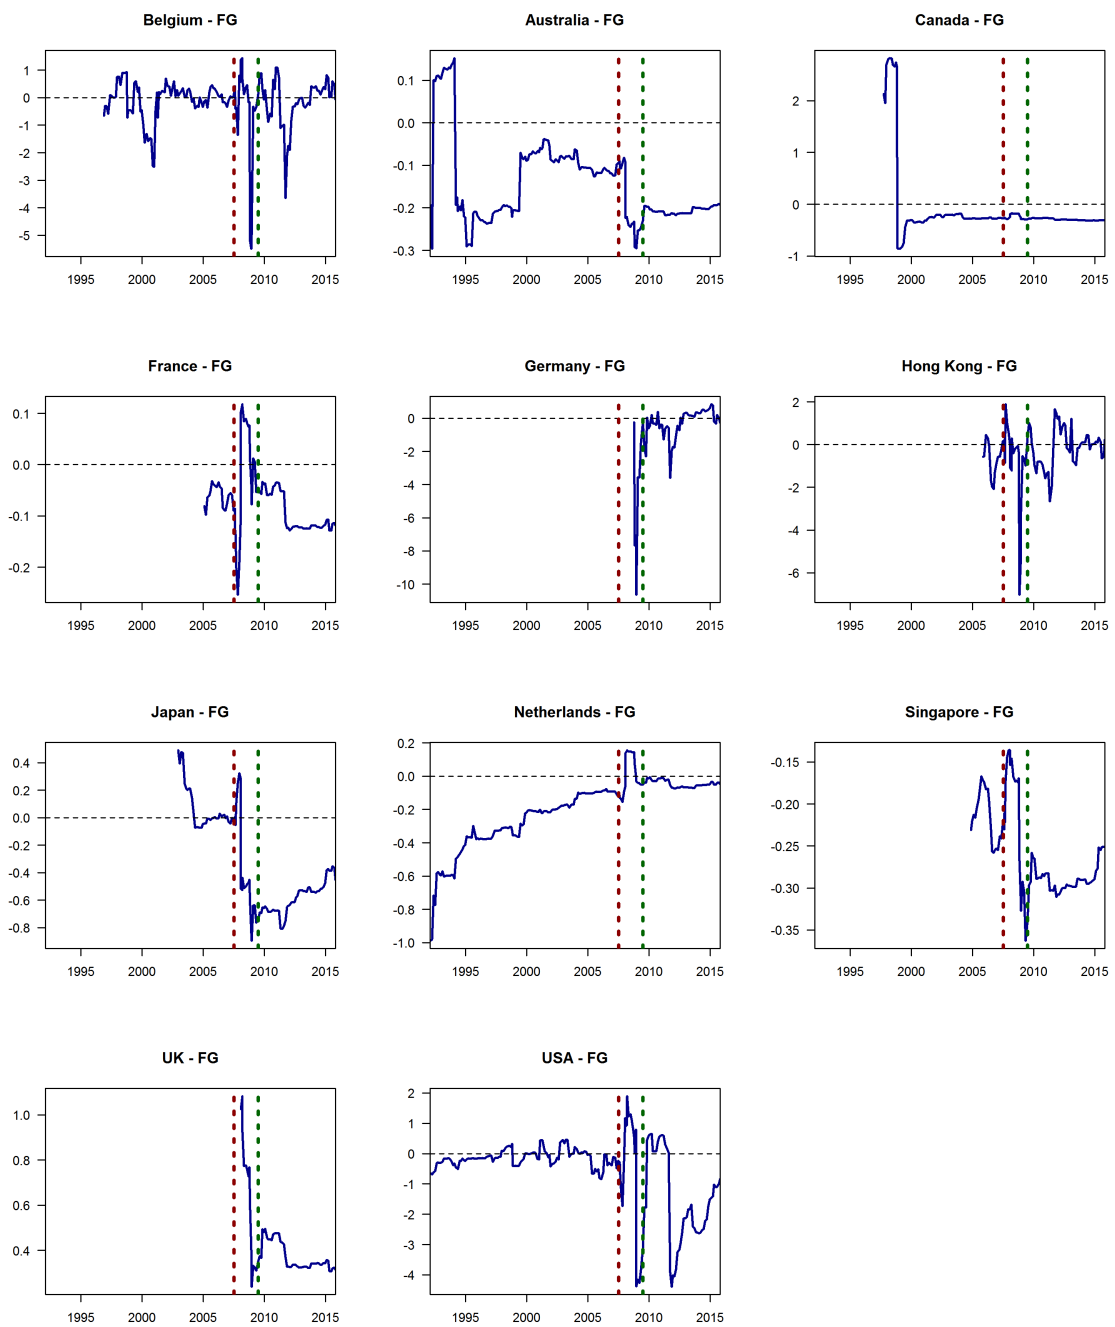 Belgium - FG
1
0
-1
-2
-3
-4
-5
1995 2000 2005 2010 2015
Australia - FG
0.1
0.0
-0.1
-0.2
-0.3
1995 2000 2005 2010 2015
Canada - FG
2
1
0
-1
1995 2000 2005 2010 2015
France - FG
0.1
0.0
-0.1
-0.2
1995 2000 2005 2010 2015
Germany - FG
0
-2
-4
-6
-8
-10
1995 2000 2005 2010 2015
Hong Kong - FG
2
0
-2
-4
-6
1995 2000 2005 2010 2015
Japan - FG
0.4
0.2
0.0
-0.2
-0.4
-0.6
-0.8
1995 2000 2005 2010 2015
Netherlands - FG
0.2
0.0
-0.2
-0.4
-0.6
-0.8
-1.0
1995 2000 2005 2010 2015
Singapore - FG
-0.15
-0.20
-0.25
-0.30
-0.35
1995 2000 2005 2010 2015
UK - FG
1.0
0.8
0.6
0.4
1995 2000 2005 2010 2015
USA - FG
2
1
0
-1
-2
-3
-4
1995 2000 2005 2010 2015